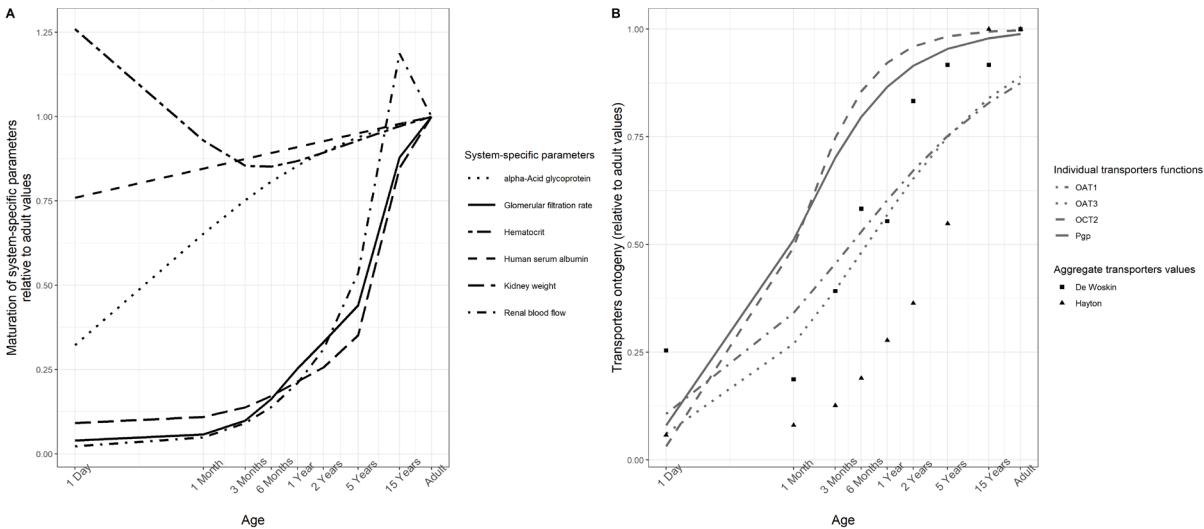 A
Maturation of system-specific parameters
relative to adult values
1.25
1.00
0.75
0.50
0.25
0.00
1 Day
1 Month
3 Months
6 Months
1 Year
2 Years
5 Years
15 Years
Adult
Age
System-specific parameters
alpha-Acid glycoprotein
Glomerular filtration rate
Hematocrit
Human serum albumin
Kidney weight
Renal blood flow
B
Transporters ontogeny (relative to adult values)
1.00
0.75
0.50
0.25
0.00
1 Day
1 Month
3 Months
6 Months
1 Year
2 Years
5 Years
15 Years
Adult
Age
Individual transporters functions
OAT1
OAT3
OCT2
Pgp
Aggregate transporters values
De Woskin
Hayton